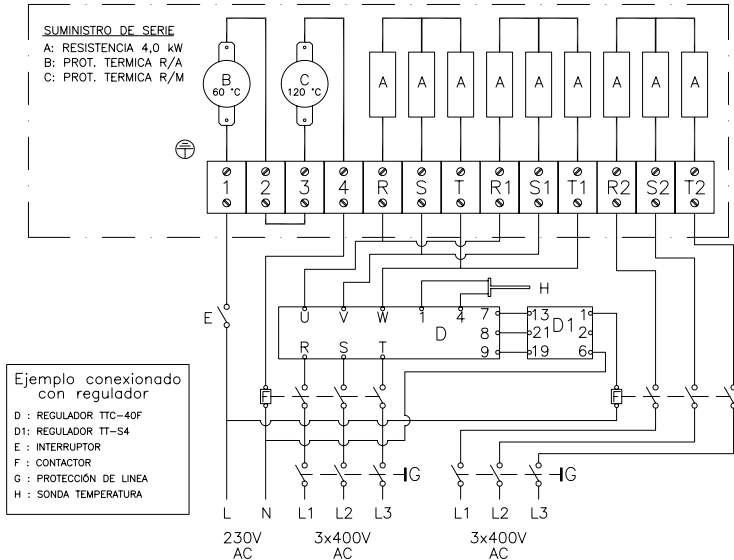 SUMINISTRO DE SERIE
A: RESISTENCIA 4,0 kW
B: PROT. TERMICA R/A
C: PROT. TERMICA R/M
B
60 °C
C
120 °C
A A A A A A A A A
1 2 3 4 R S T R1 S1 T1 R2 S2 T2
H
E
U V W 1 4 7 13 1
D 8 21 D1 2
R S T 9 19 6
Ejemplo conexionado
con regulador
D : REGULADOR TTC-40F
D1: REGULADOR TT-S4
E : INTERRUPTOR
F : CONTACTOR
G : PROTECCIÓN DE LINEA
H : SONDA TEMPERATURA
F F
G G
L N L1 L2 L3 L1 L2 L3
230V 3x400V 3x400V
AC AC AC